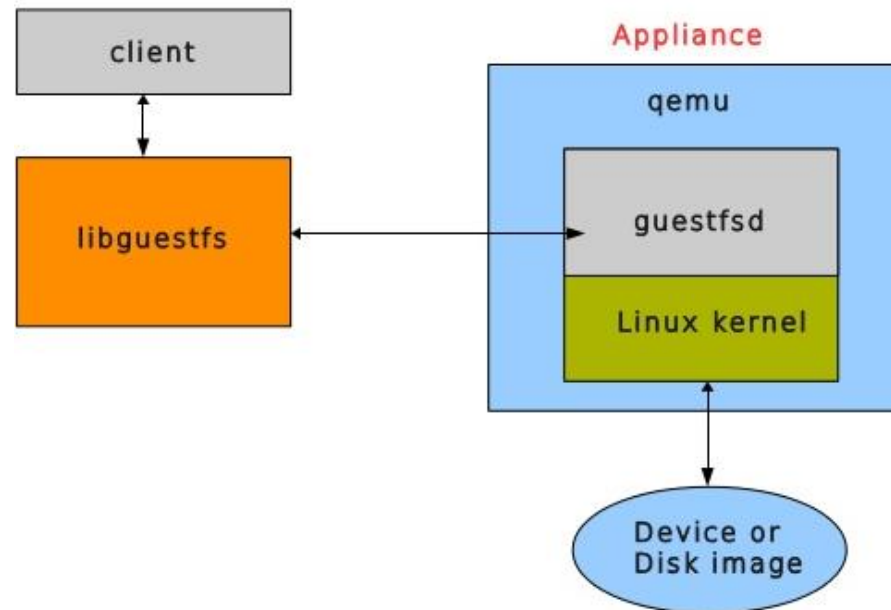 client
Appliance
qemu
libguestfs
guestfsd
Linux kernel
Device or
Disk image